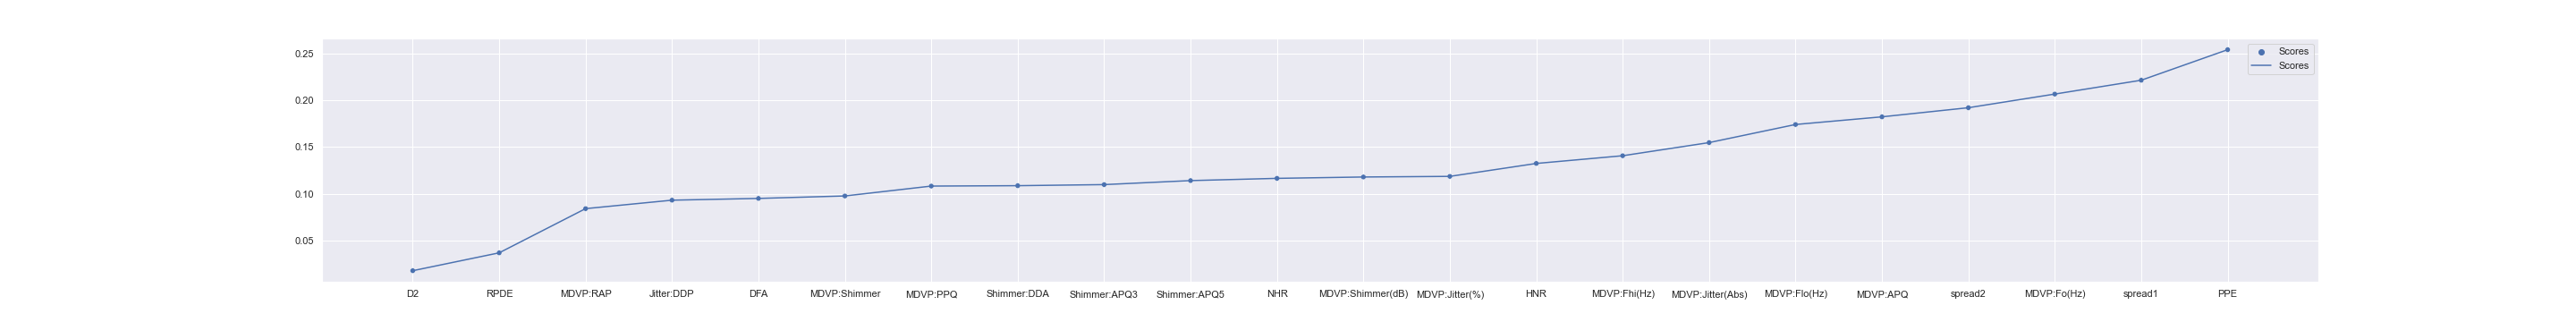 0.25
0.20
0.15
0.10
0.05
Scores
Scores
D2 RPDE MDVP:RAP Jitter:DDP DFA MDVP:Shimmer MDVP:PPQ Shimmer:DDA Shimmer:APQ3 Shimmer:APQ5 NHR MDVP:Shimmer(dB) MDVP:Jitter(%) HNR MDVP:Fhi(Hz) MDVP:Jitter(Abs) MDVP:Flo(Hz) MDVP:APQ spread2 MDVP:Fo(Hz) spread1 PPE